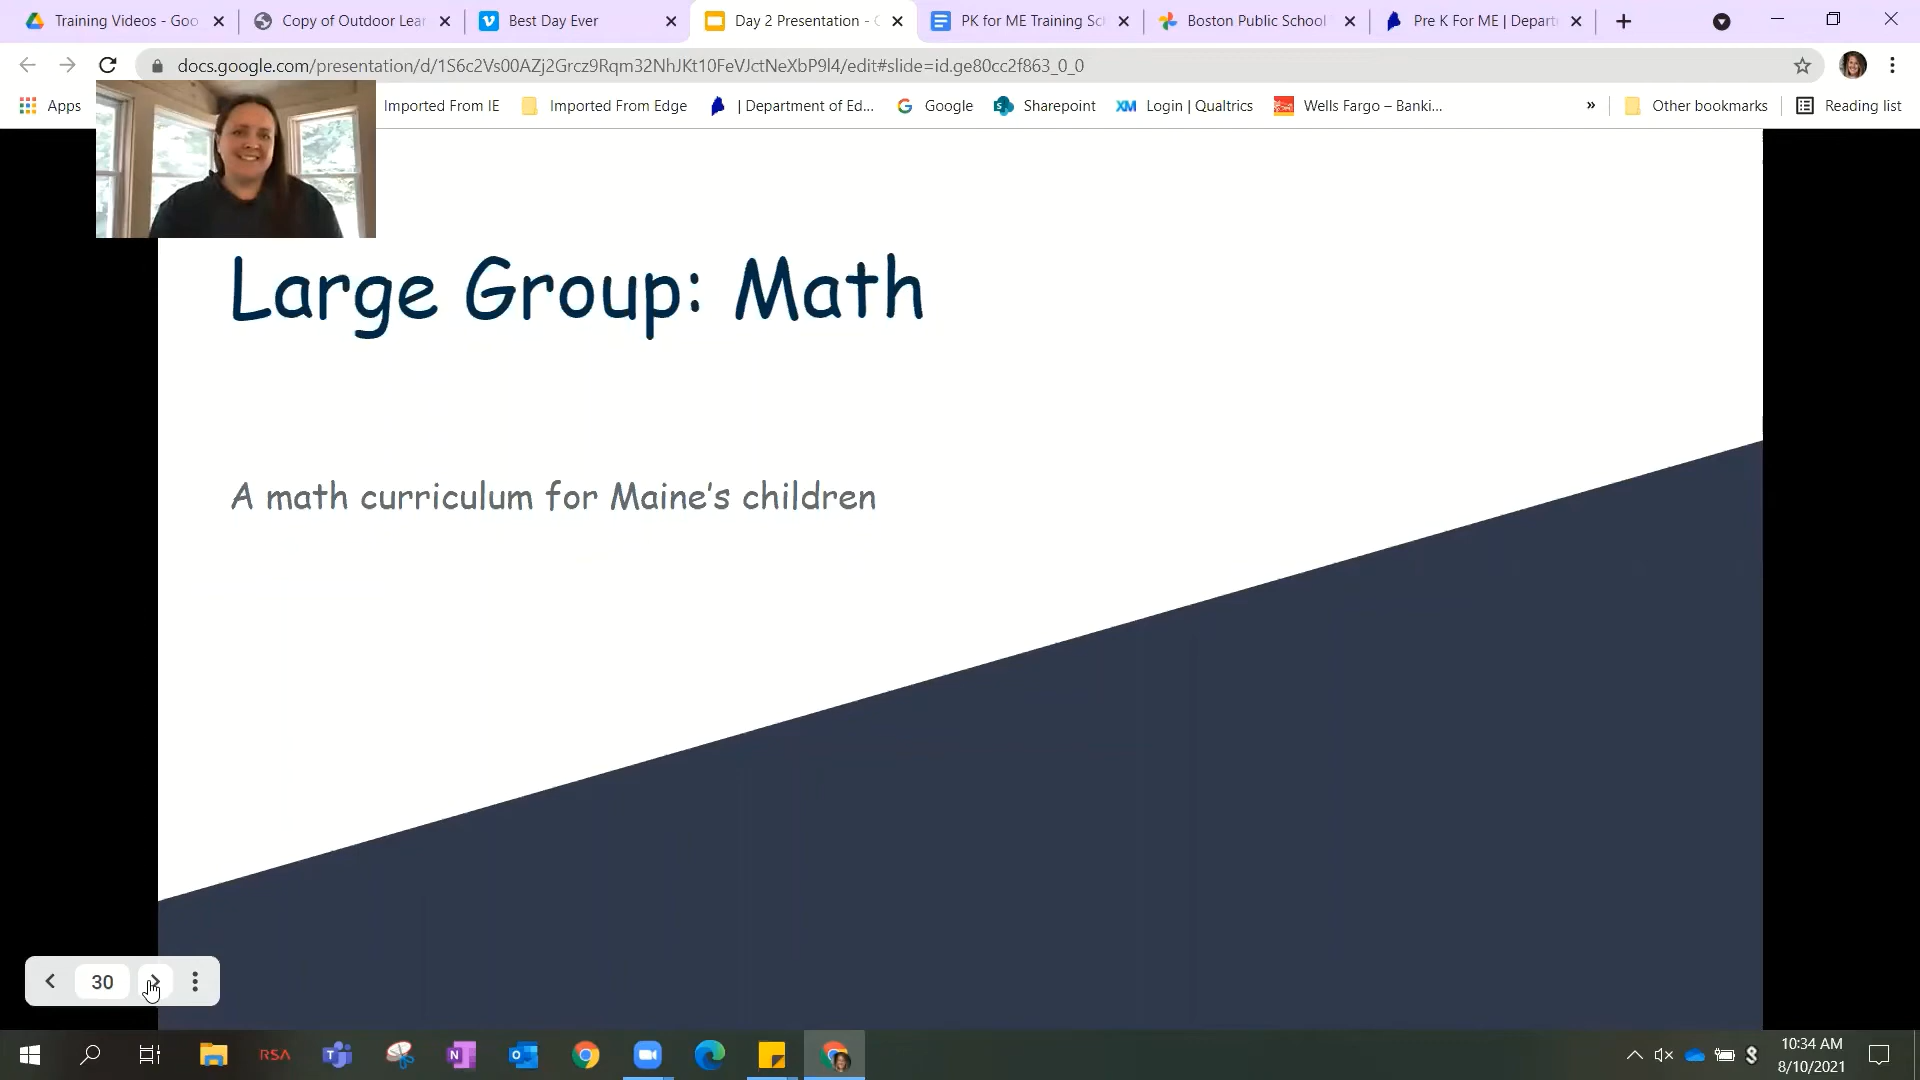 Training Videos - Goo
Copy of Outdoor Lear
Best Day Ever
Day 2 Presentation -
PK for ME Training Sc
Boston Public School
Pre K For ME | Depart
docs.google.com/presentation/d/1S6c2Vs00AZj2Grcz9Rqm32NhJKt10FeVJctNeXbP9l4/edit#slide=id.ge80cc2f863_0_0
Apps
Imported From IE
Imported From Edge
| Department of Ed...
Google
Sharepoint
XM Login | Qualtrics
Wells Fargo – Banki...
»
Other bookmarks
Reading list
Large Group: Math
A math curriculum for Maine's children
30
RSA
10:34 AM
8/10/2021